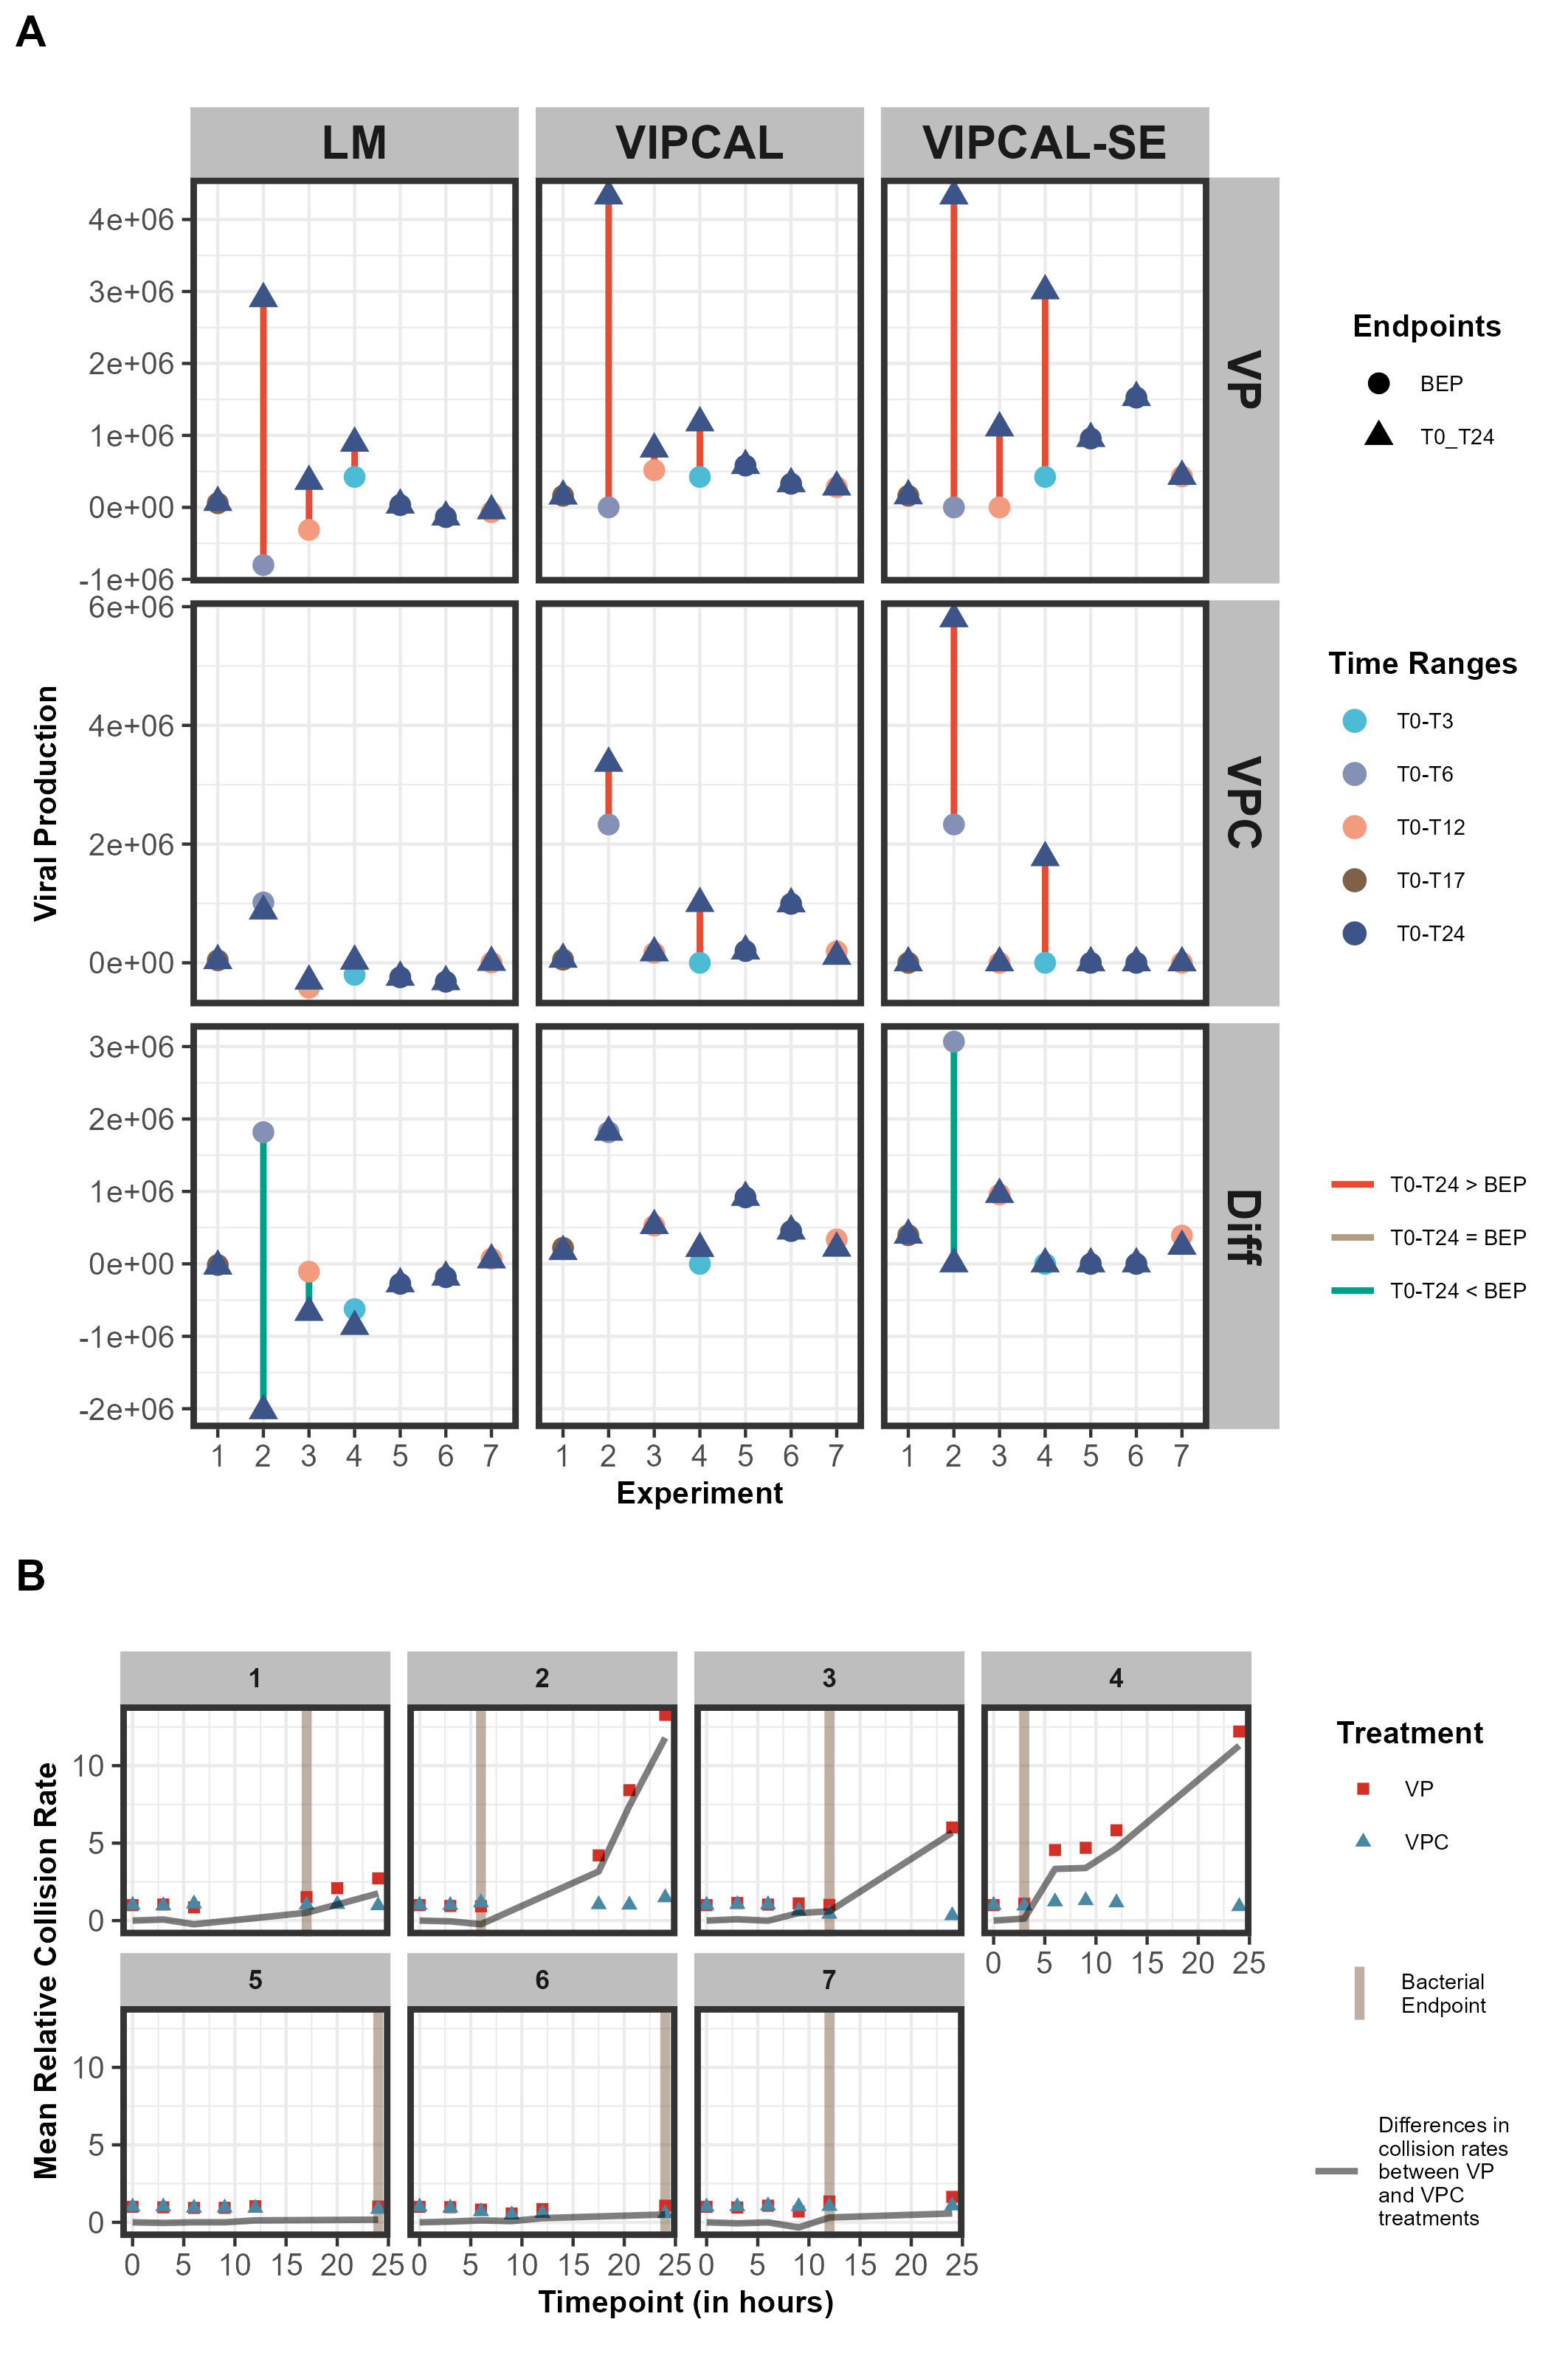 A
LM
VIPCAL
VIPCAL-SE
4e+06
3e+06
2e+06
1e+06
0e+00
-1e+06
VP
6e+06
4e+06
2e+06
0e+00
VPC
3e+06
2e+06
1e+06
0e+00
-1e+06
-2e+06
Diff
Viral Production
1 2 3 4 5 6 7
1 2 3 4 5 6 7
1 2 3 4 5 6 7
Experiment
Endpoints
BEP
T0_T24
Time Ranges
T0-T3
T0-T6
T0-T12
T0-T17
T0-T24
T0-T24 > BEP
T0-T24 = BEP
T0-T24 < BEP
B
1
2
3
4
10
5
0
0 5 10 15 20 25
5
6
7
10
5
0
0 5 10 15 20 25
0 5 10 15 20 25
0 5 10 15 20 25
Mean Relative Collision Rate
Timepoint (in hours)
Treatment
VP
VPC
Bacterial
Endpoint
Differences in
collision rates
between VP
and VPC
treatments